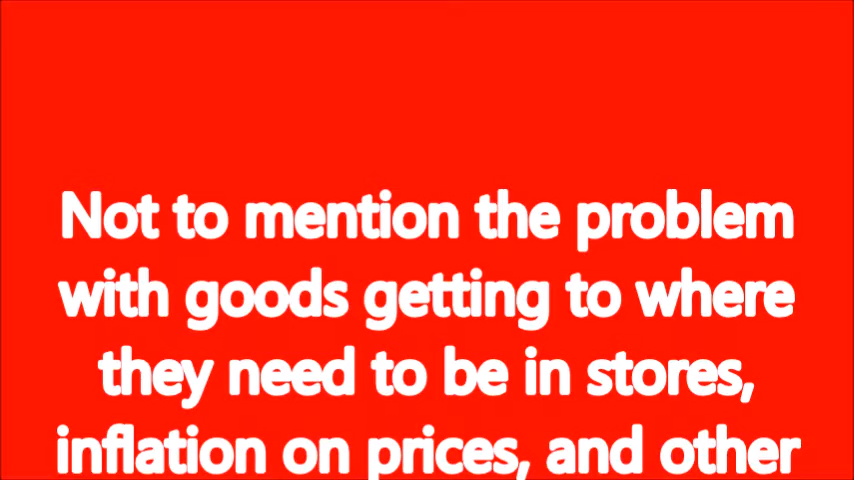 Not to mention the problem
with goods getting to where
they need to be in stores,
inflation on prices, and other